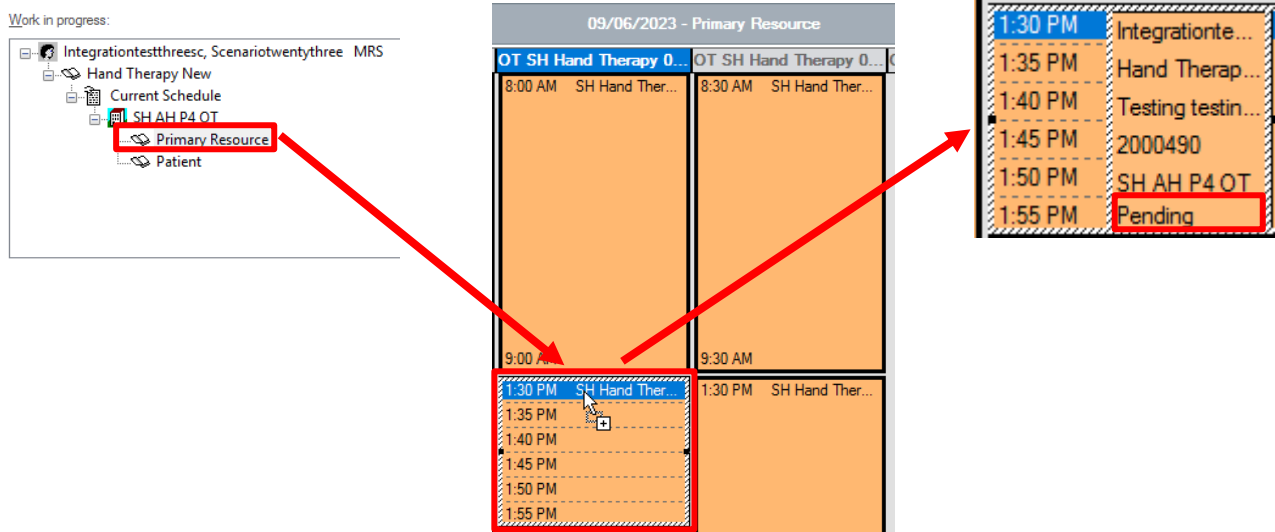 Work in progress:
Integrationtestthreesc, Scenariotwentythree MRS
Hand Therapy New
Current Schedule
SH AH P4 OT
Primary Resource
Patient
09/06/2023 - Primary Resource
OT SH Hand Therapy 0... OT SH Hand Therapy 0...
8:00 AM SH Hand Ther... 8:30 AM SH Hand Ther...
9:00 AM 9:30 AM
1:30 PM SH Hand Ther... 1:30 PM SH Hand Ther...
1:35 PM
1:40 PM
1:45 PM
1:50 PM
1:55 PM
1:30 PM Integrationte...
1:35 PM Hand Therap...
1:40 PM Testing testin...
1:45 PM 2000490
1:50 PM SH AH P4 OT
1:55 PM Pending